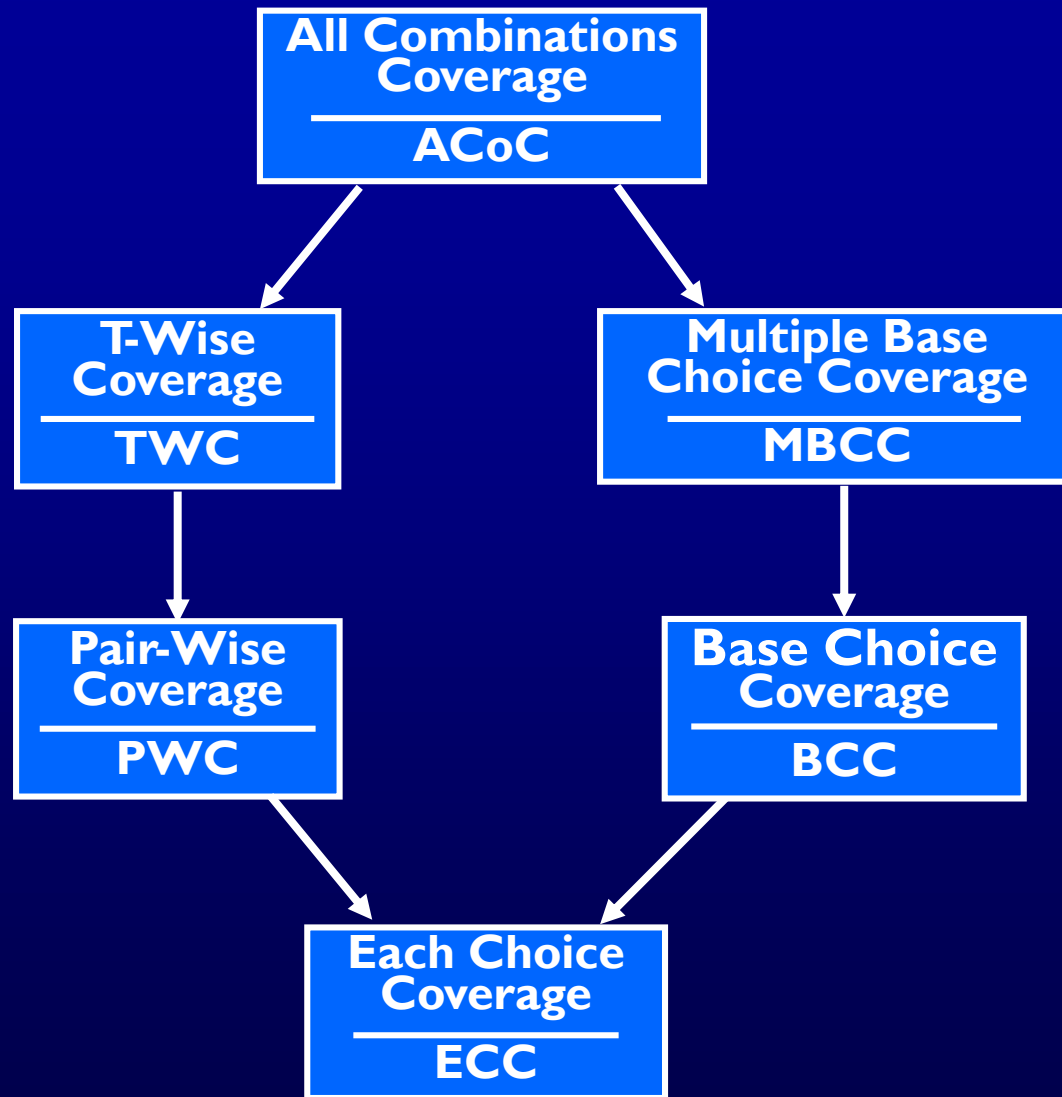 All Combinations
Coverage
ACoC
T-Wise
Coverage
TWC
Multiple Base
Choice Coverage
MBCC
Pair-Wise
Coverage
PWC
Base Choice
Coverage
BCC
Each Choice
Coverage
ECC